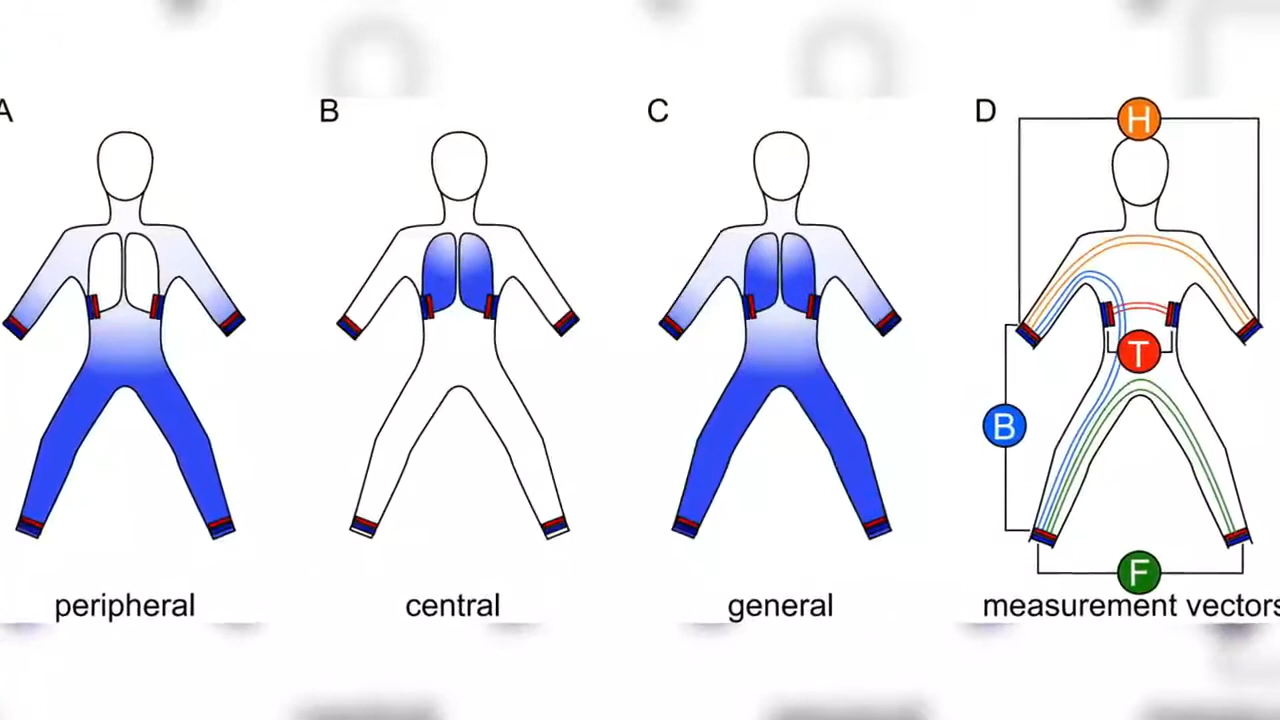 A
B
C
D
H
T
B
F
peripheral
central
general
measurement vectors